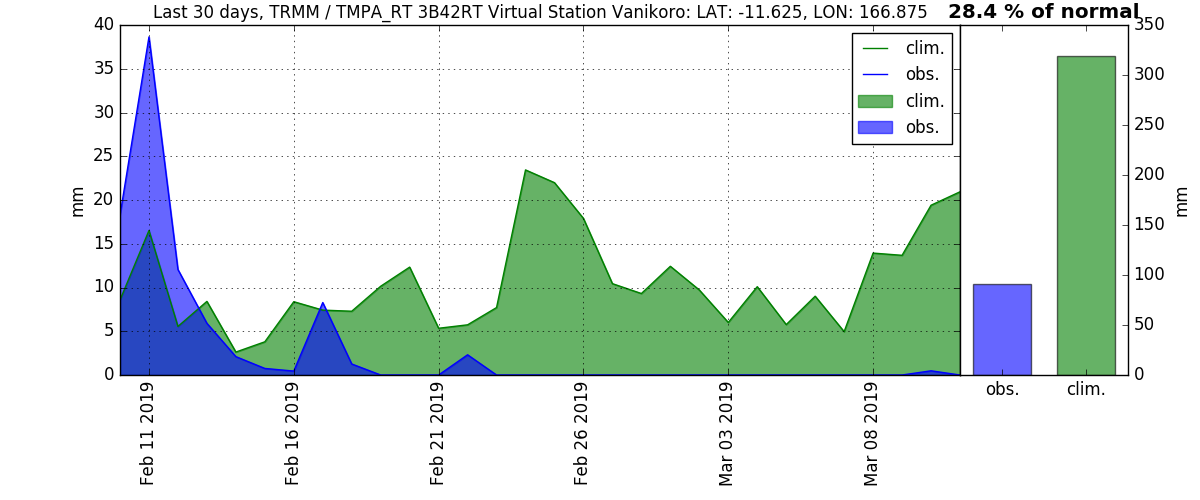 Last 30 days, TRMM / TMPA_RT 3B42RT Virtual Station Vanikoro: LAT: -11.625, LON: 166.875
28.4 % of normal
40
35
30
25
20
15
10
5
0
mm
clim.
obs.
clim.
obs.
Feb 11 2019
Feb 16 2019
Feb 21 2019
Feb 26 2019
Mar 03 2019
Mar 08 2019
350
300
250
200
150
100
50
0
mm
obs.
clim.